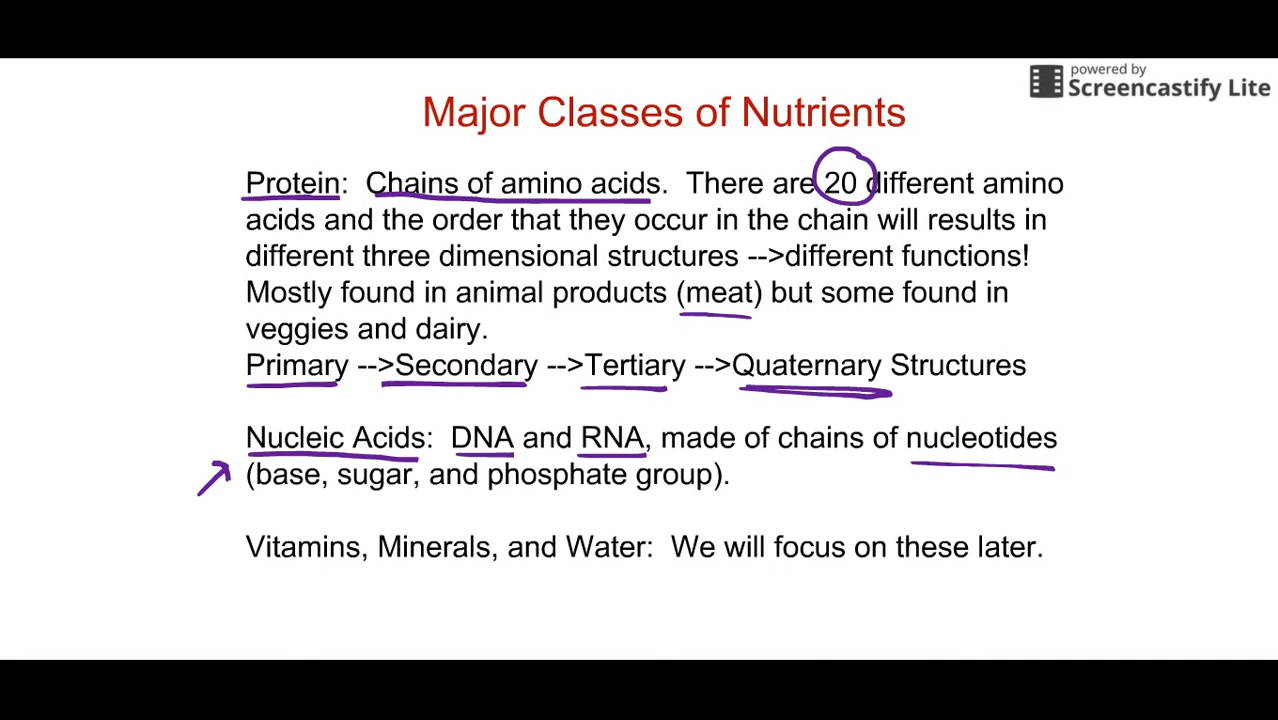 powered by
Screencastify Lite
Major Classes of Nutrients
Protein: Chains of amino acids. There are 20 different amino
acids and the order that they occur in the chain will results in
different three dimensional structures -->different functions!
Mostly found in animal products (meat) but some found in
veggies and dairy.
Primary -->Secondary -->Tertiary -->Quaternary Structures
Nucleic Acids: DNA and RNA, made of chains of nucleotides
(base, sugar, and phosphate group).
Vitamins, Minerals, and Water: We will focus on these later.